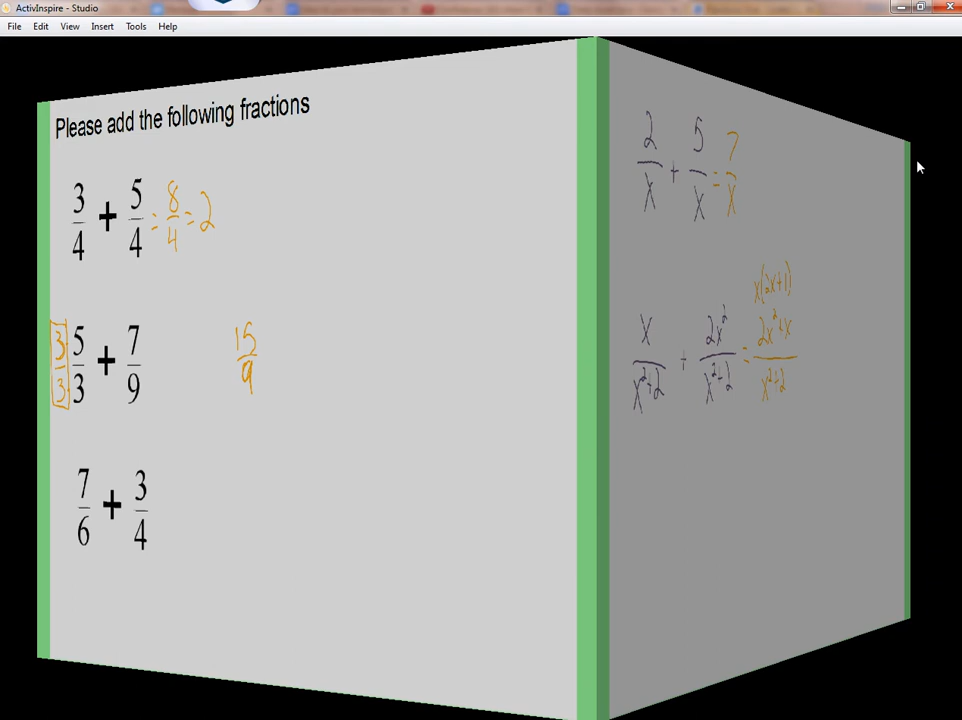 ActivInspire - Studio
File Edit View Insert Tools Help
Please add the following fractions
3/4 + 5/4 = 8/4 = 2
3/3 5/3 + 7/9 15/9
7/6 + 3/4
2/x + 5/x = 7/x
x(2x+1)
x/x²+2 + 2x²/x²+2 = 2x²+x/x²+2